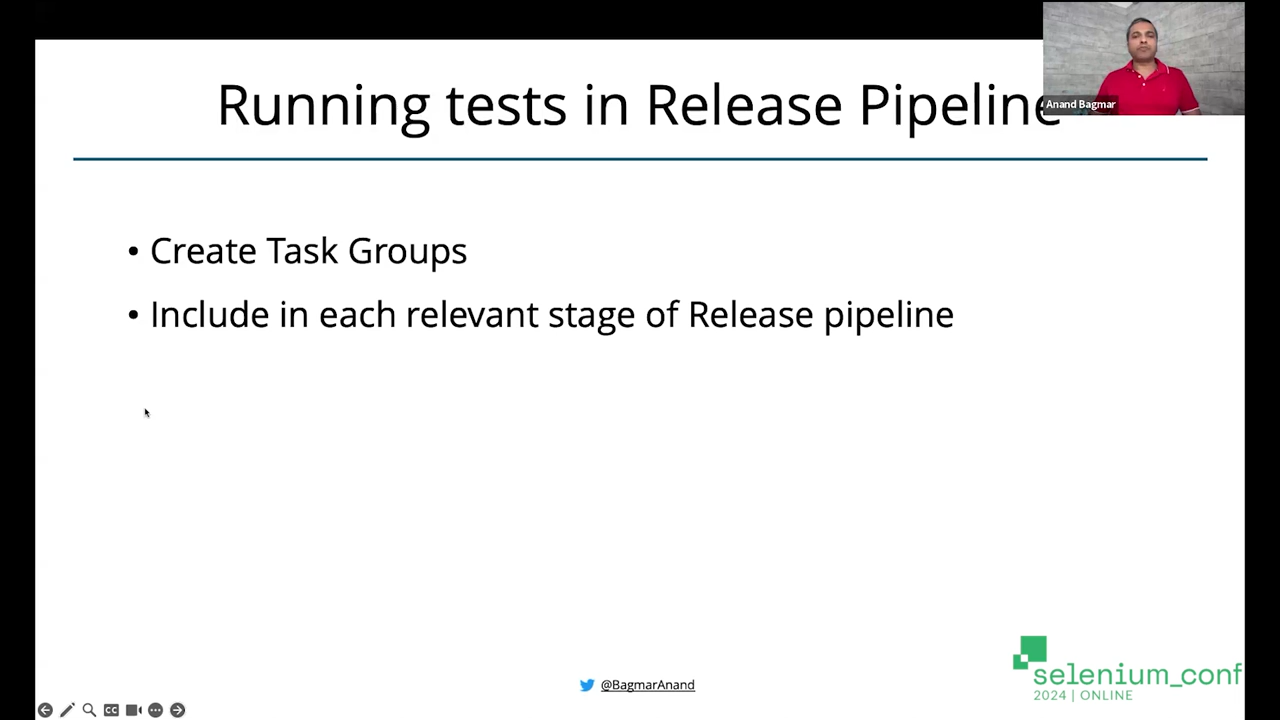 Running tests in Release Pipeline
Anand Bagmar
• Create Task Groups
• Include in each relevant stage of Release pipeline
@BagmarAnand
selenium_conf
2024 | ONLINE
CC